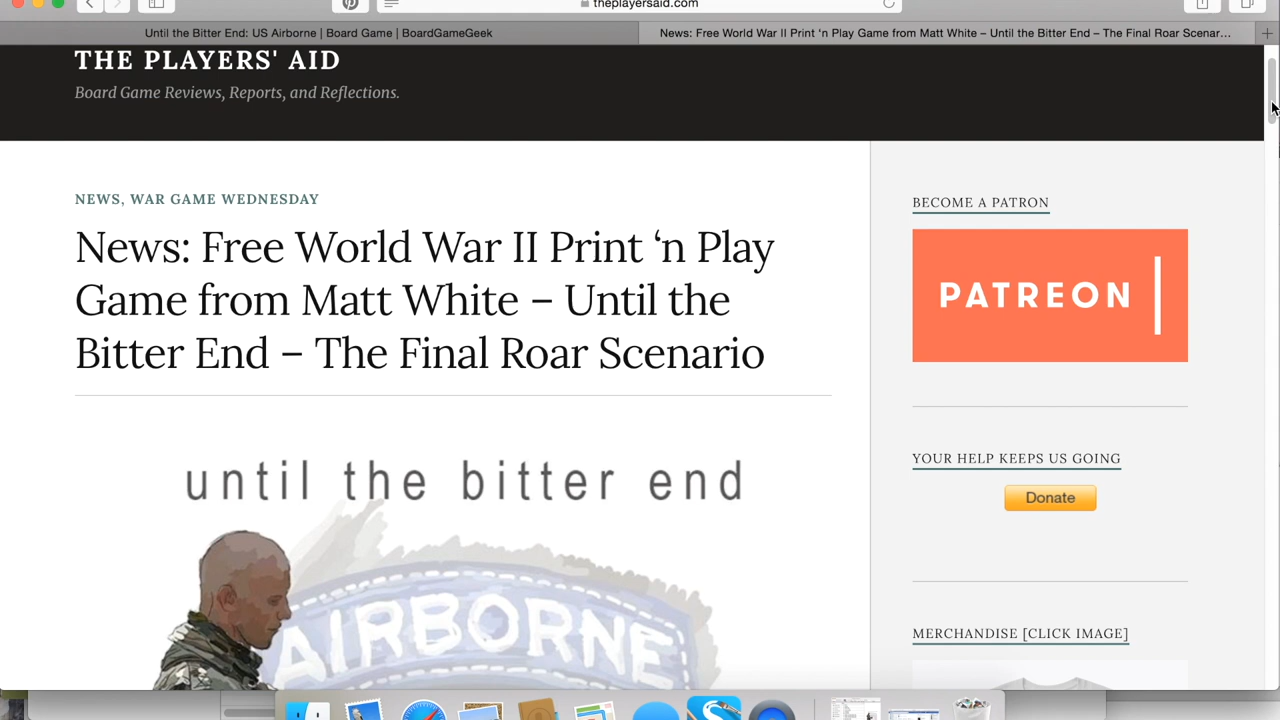 theplayersaid.com
Until the Bitter End: US Airborne | Board Game | BoardGameGeek
News: Free World War II Print 'n Play Game from Matt White – Until the Bitter End – The Final Roar Scenar...
THE PLAYERS' AID
Board Game Reviews, Reports, and Reflections.
NEWS, WAR GAME WEDNESDAY
News: Free World War II Print ‘n Play
Game from Matt White – Until the
Bitter End – The Final Roar Scenario
until the bitter end
AIRBORNE
BECOME A PATRON
PATREON
YOUR HELP KEEPS US GOING
Donate
MERCHANDISE [CLICK IMAGE]